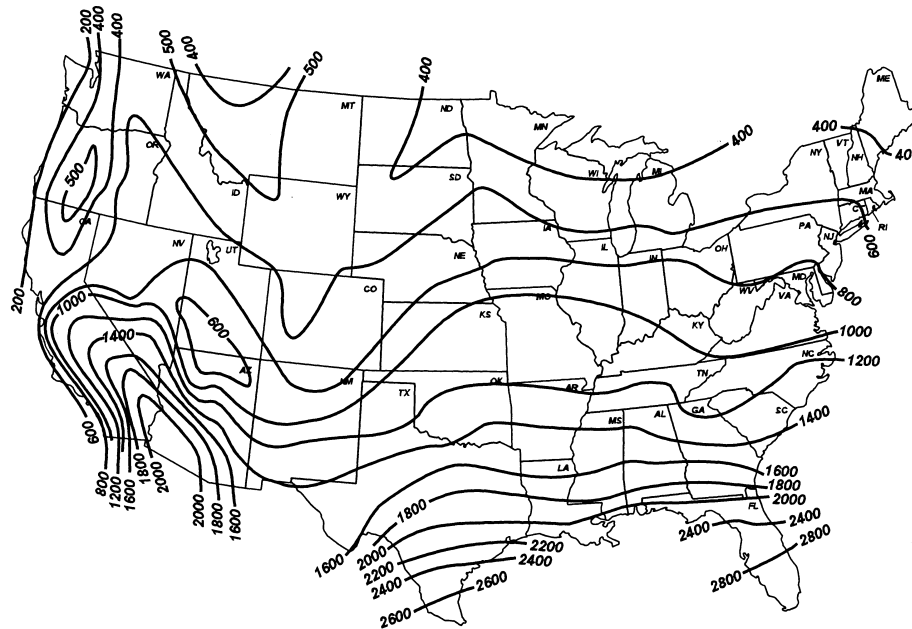 200
400
400
500
400
500
400
400
400
WA
MT
ND
MN
ME
VT
NY
NH
OR
ID
SD
WI
MI
MA
CT
RI
500
WY
IA
PA
NJ
600
CA
NV
UT
NE
IL
IN
OH
MD
800
WV
VA
200
1000
CO
KS
MO
KY
1000
1400
600
NC
1200
TN
AZ
NM
TX
OK
AR
MS
AL
GA
SC
1400
600
800
1200
1600
1800
2000
2000
1800
1600
LA
1600
1800
2000
FL
1800
1600
2000
2200
2400
2600
2200
2400
2600
2400
2400
2800
2800